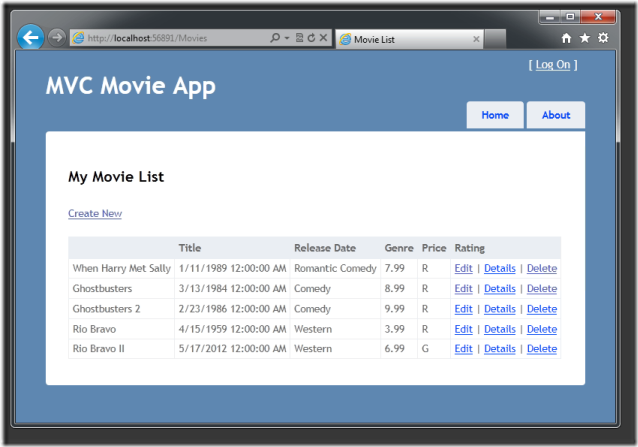 http://localhost:56891/Movies
Movie List
[ Log On ]
MVC Movie App
Home About
My Movie List
Create New
Title Release Date Genre Price Rating
When Harry Met Sally 1/11/1989 12:00:00 AM Romantic Comedy 7.99 R Edit | Details | Delete
Ghostbusters 3/13/1984 12:00:00 AM Comedy 8.99 R Edit | Details | Delete
Ghostbusters 2 2/23/1986 12:00:00 AM Comedy 9.99 R Edit | Details | Delete
Rio Bravo 4/15/1959 12:00:00 AM Western 3.99 R Edit | Details | Delete
Rio Bravo II 5/17/2012 12:00:00 AM Western 6.99 G Edit | Details | Delete